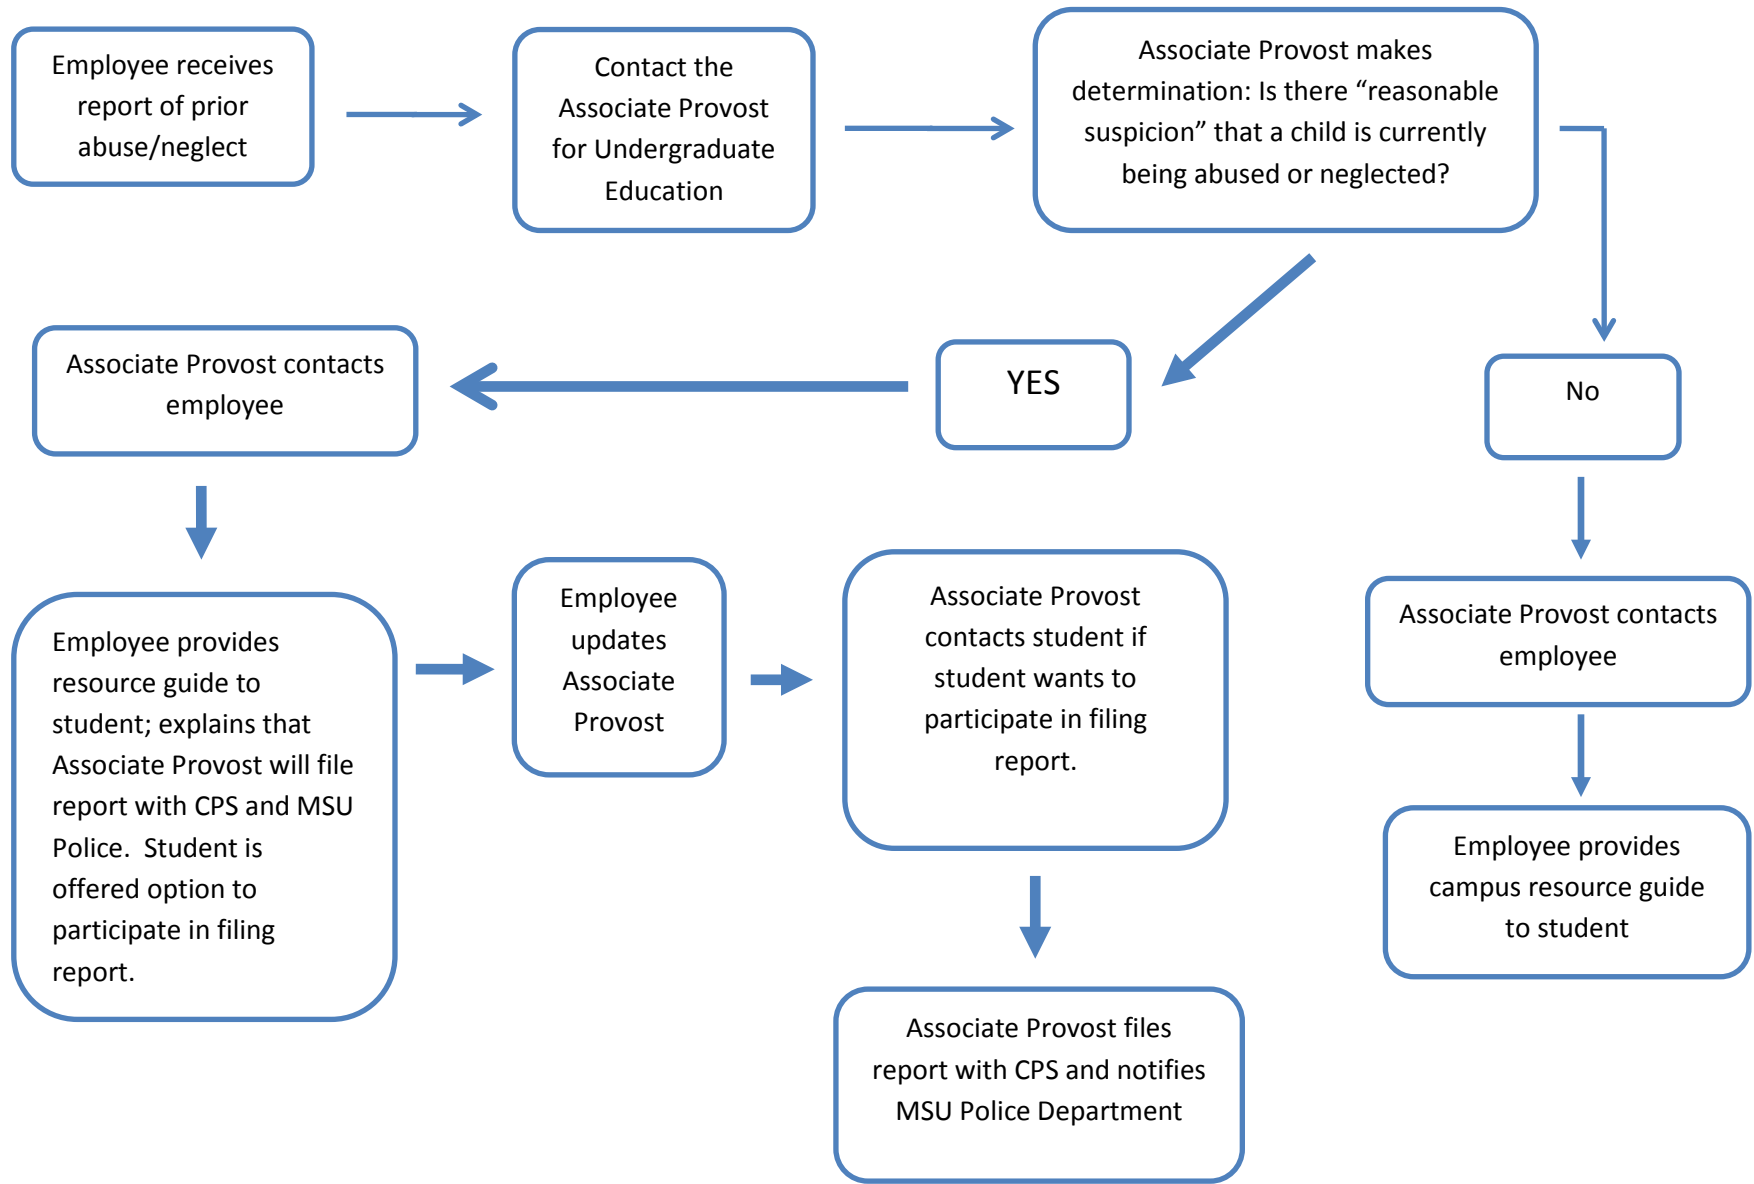 Employee receives
report of prior
abuse/neglect
Contact the
Associate Provost
for Undergraduate
Education
Associate Provost makes
determination: Is there “reasonable
suspicion” that a child is currently
being abused or neglected?
YES
No
Associate Provost contacts
employee
Employee provides
resource guide to
student; explains that
Associate Provost will file
report with CPS and MSU
Police.  Student is
offered option to
participate in filing
report.
Employee
updates
Associate
Provost
Associate Provost
contacts student if
student wants to
participate in filing
report.
Associate Provost files
report with CPS and notifies
MSU Police Department
Associate Provost contacts
employee
Employee provides
campus resource guide
to student